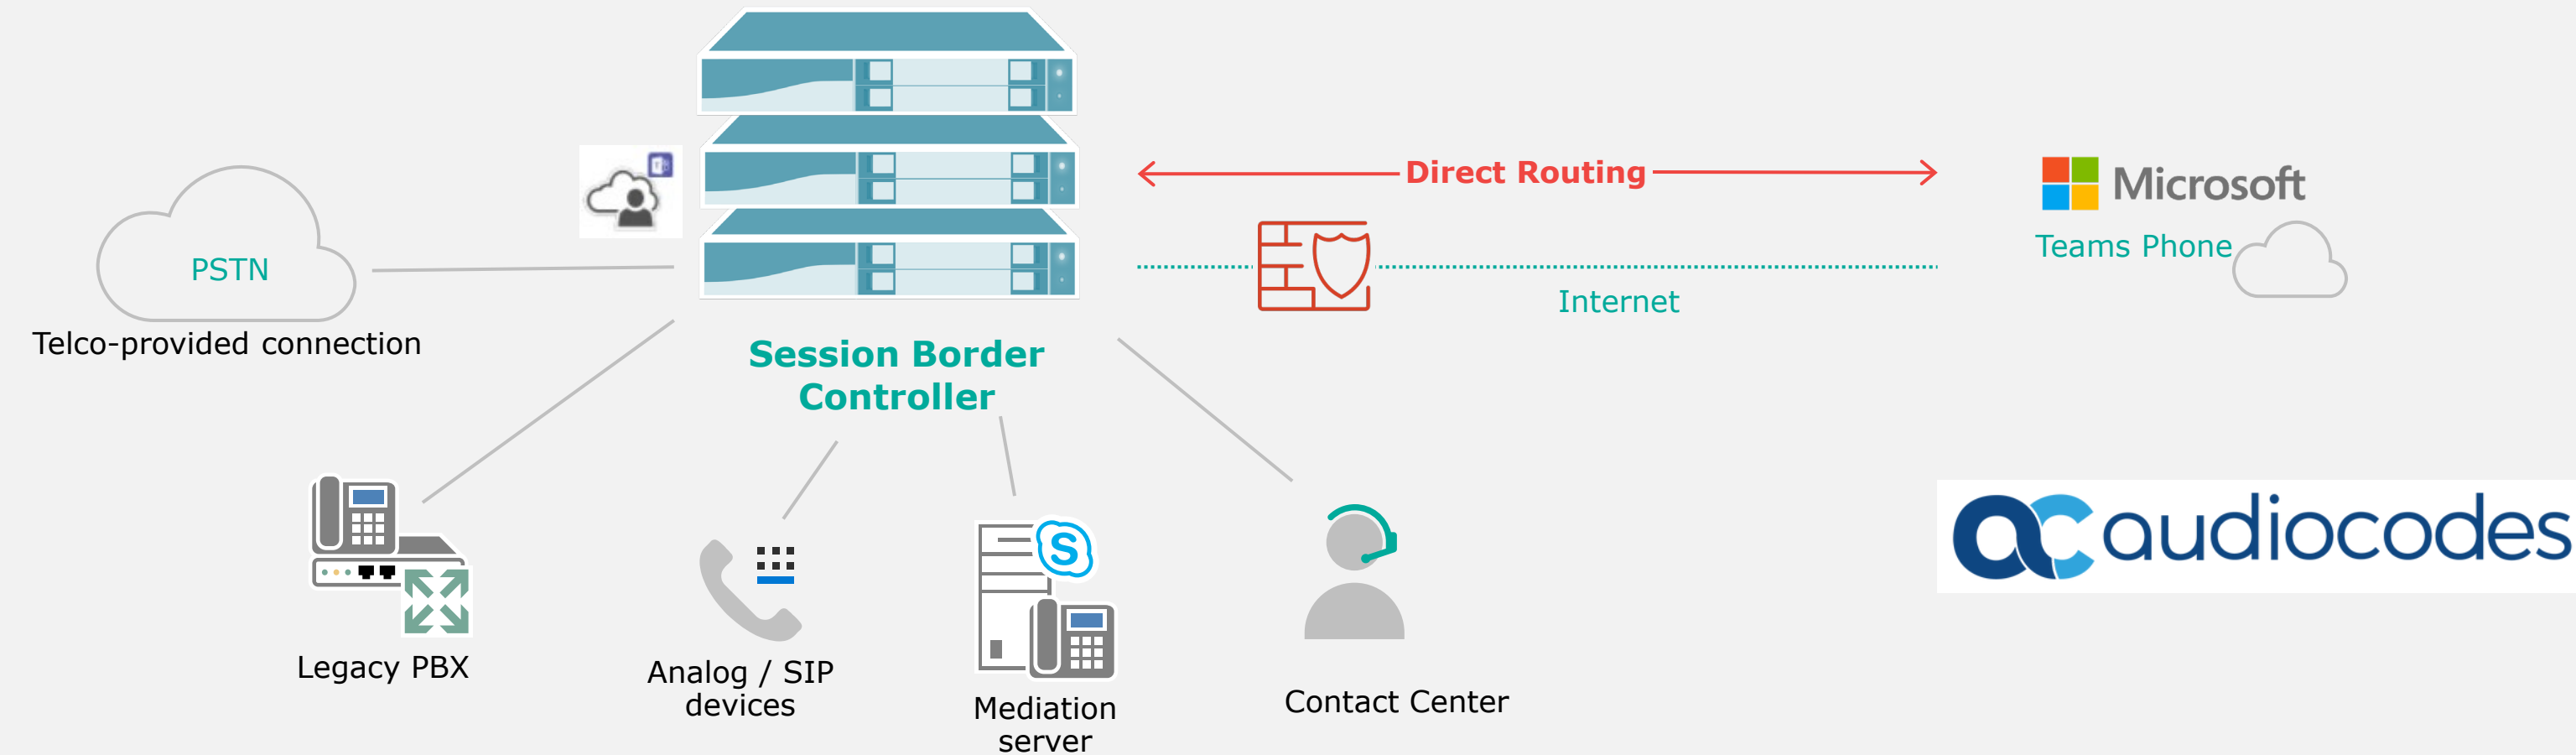 Direct Routing
Microsoft
Teams Phone
PSTN
Internet
Telco-provided connection
Session Border
Controller
S
audiocodes
Legacy PBX
Analog / SIP
devices
Mediation
server
Contact Center